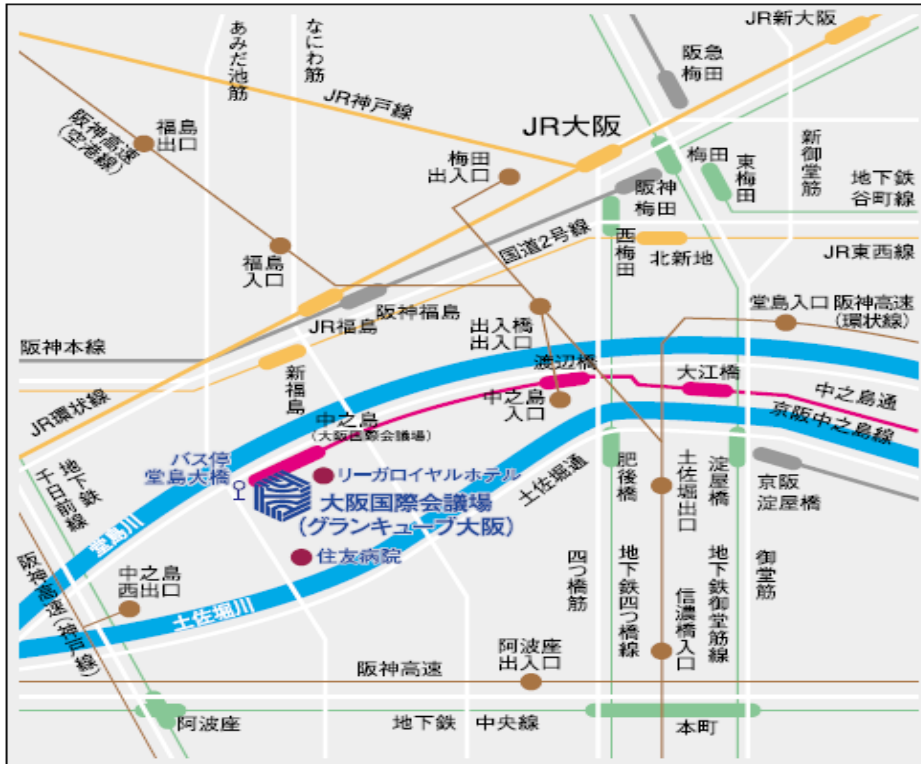 JR新大阪
あみだ池筋
なにわ筋
阪急
梅田
JR神戸線
阪神高速
(空港線)
福島
出口
JR大阪
梅田
出入口
梅田
東梅田
新御堂筋
地下鉄
谷町線
阪神
梅田
国道2号線
西梅田
北新地
JR東西線
福島
入口
阪神福島
JR福島
出入橋
出入口
堂島入口
阪神高速
(環状線)
阪神本線
新福島
渡辺橋
大江橋
中之島
入口
中之島通
京阪中之島線
JR環状線
中之島
(大阪国際会議場)
バス停
堂島大橋
リーガロイヤルホテル
大阪国際会議場
(グランキューブ大阪)
住友病院
土佐堀通
肥後橋
土佐堀出口
淀屋橋
京阪
淀屋橋
地下鉄
千日前線
堂島川
土佐堀川
中之島
西出口
阪神高速(神戸線)
四つ橋筋
地下鉄四つ橋線
信濃橋入口
地下鉄御堂筋線
御堂筋
阪神高速
阿波座
出入口
阿波座
地下鉄 中央線
本町